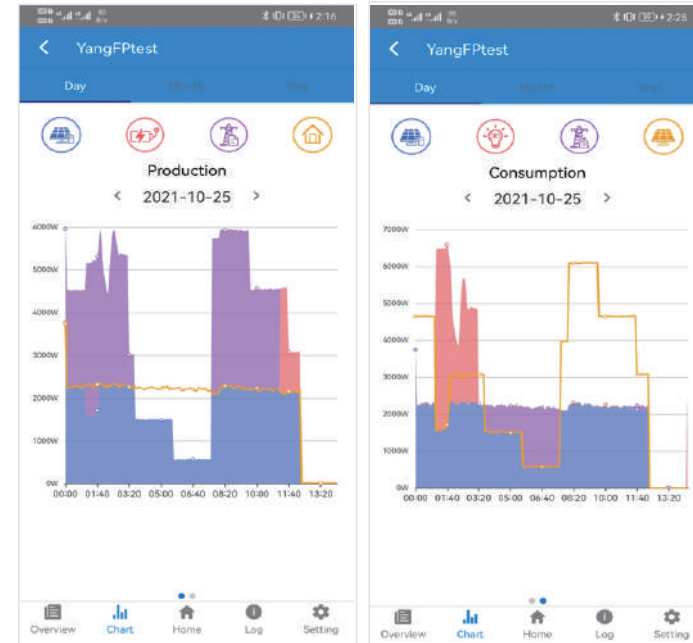 2:16
YangFPtest
Day
Month
Year
Production
< 2021-10-25 >
6000W
5000W
4000W
3000W
2000W
1000W
0W
00:00 01:40 03:20 05:00 06:40 08:20 10:00 11:40 13:20
Overview Chart Home Log Setting
2:25
YangFPtest
Day
Month
Year
Consumption
< 2021-10-25 >
7000W
6000W
5000W
4000W
3000W
2000W
1000W
0W
00:00 01:40 03:20 05:00 06:40 08:20 10:00 11:40 13:20
Overview Chart Home Log Setting